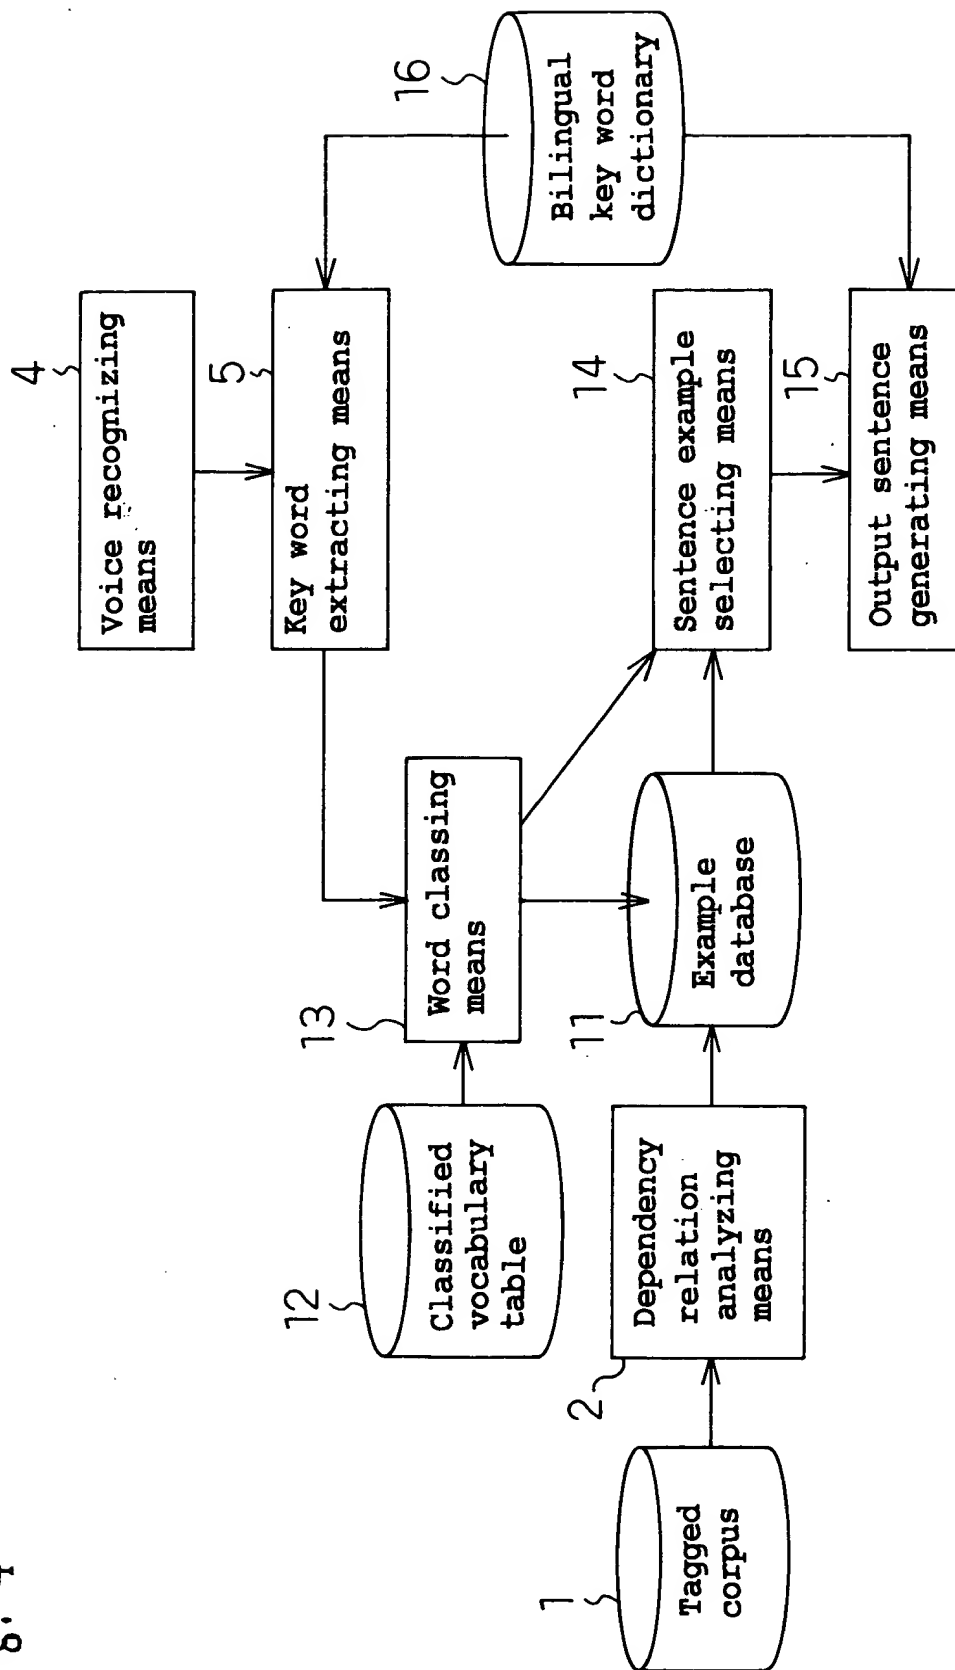 4
Voice recognizing
means
5
Key word
extracting means
16
Bilingual
key word
dictionary
12
Classified
vocabulary
table
13
Word classing
means
1
Tagged
corpus
2
Dependency
relation
analyzing
means
11
Example
database
14
Sentence example
selecting means
15
Output sentence
generating means